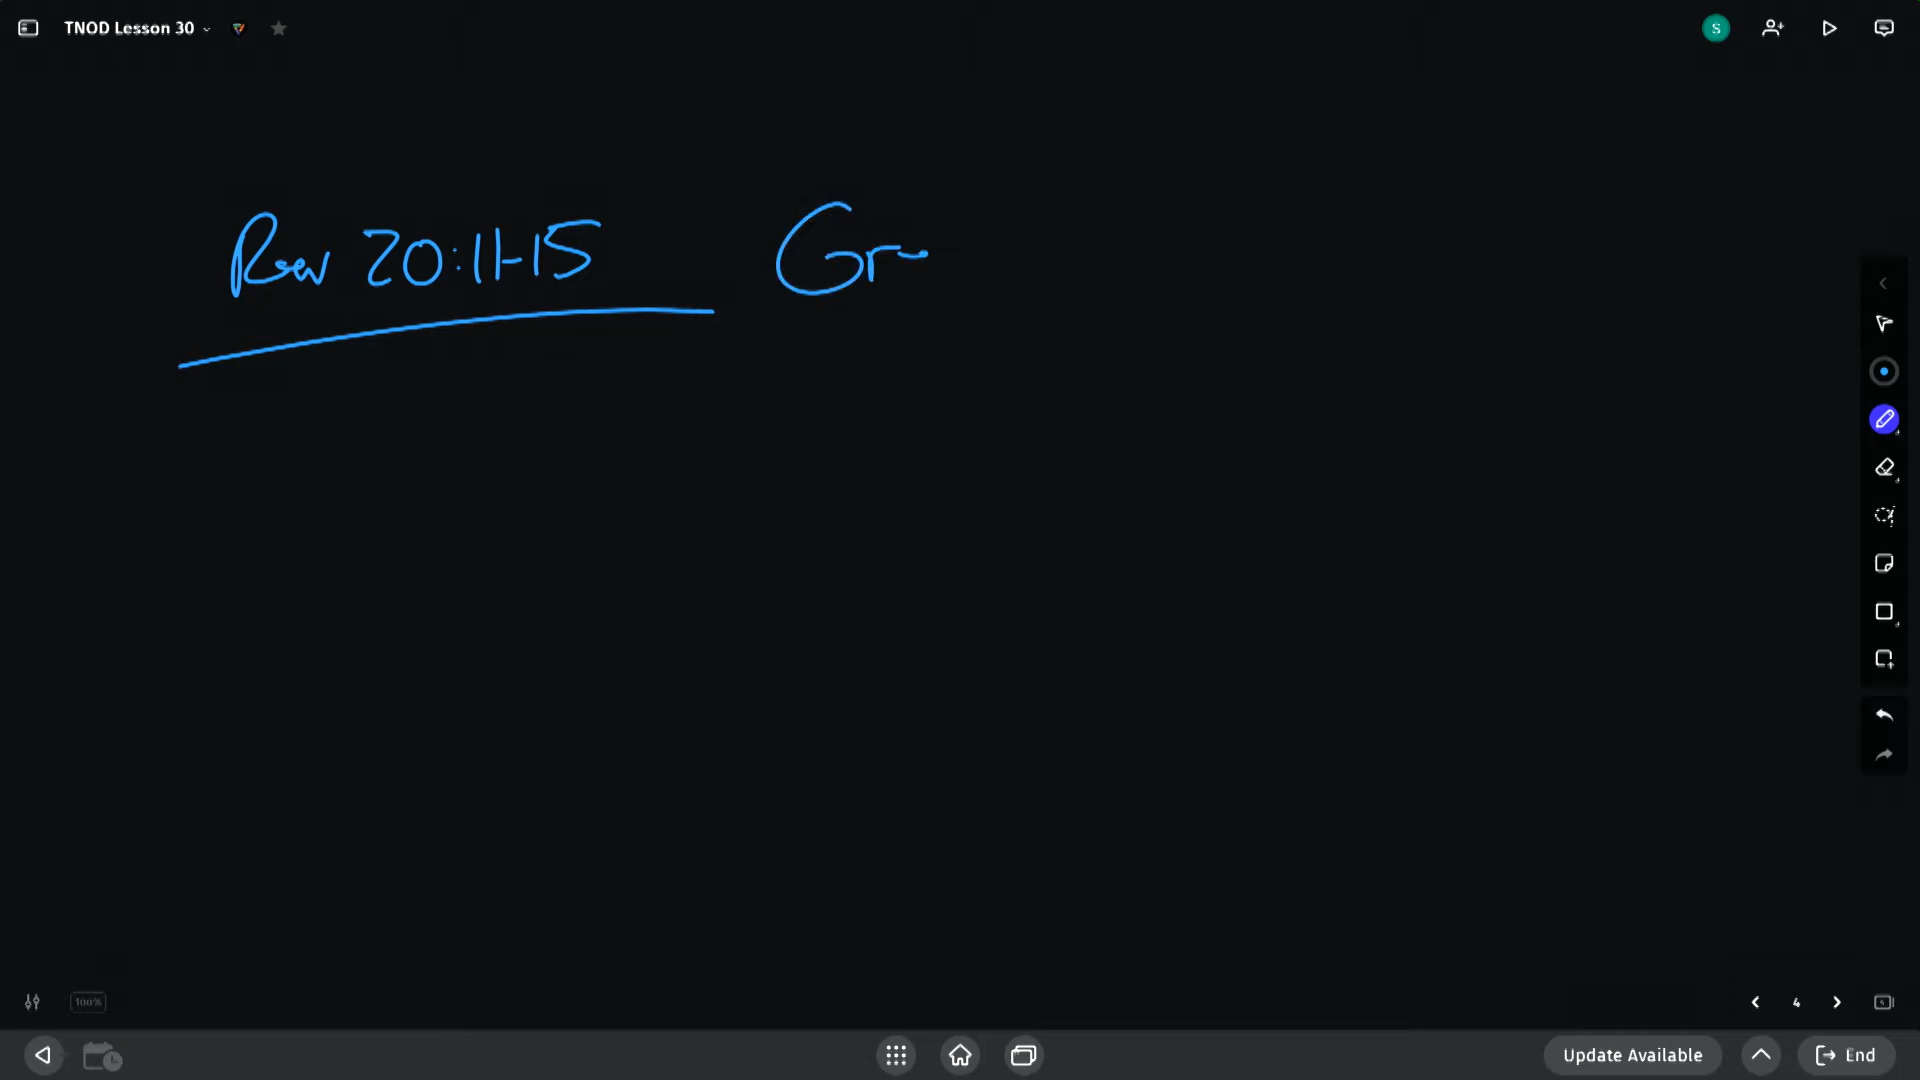 TNOD Lesson 30
S
Rev 20:11-15 Gr
100%
4
Update Available
End